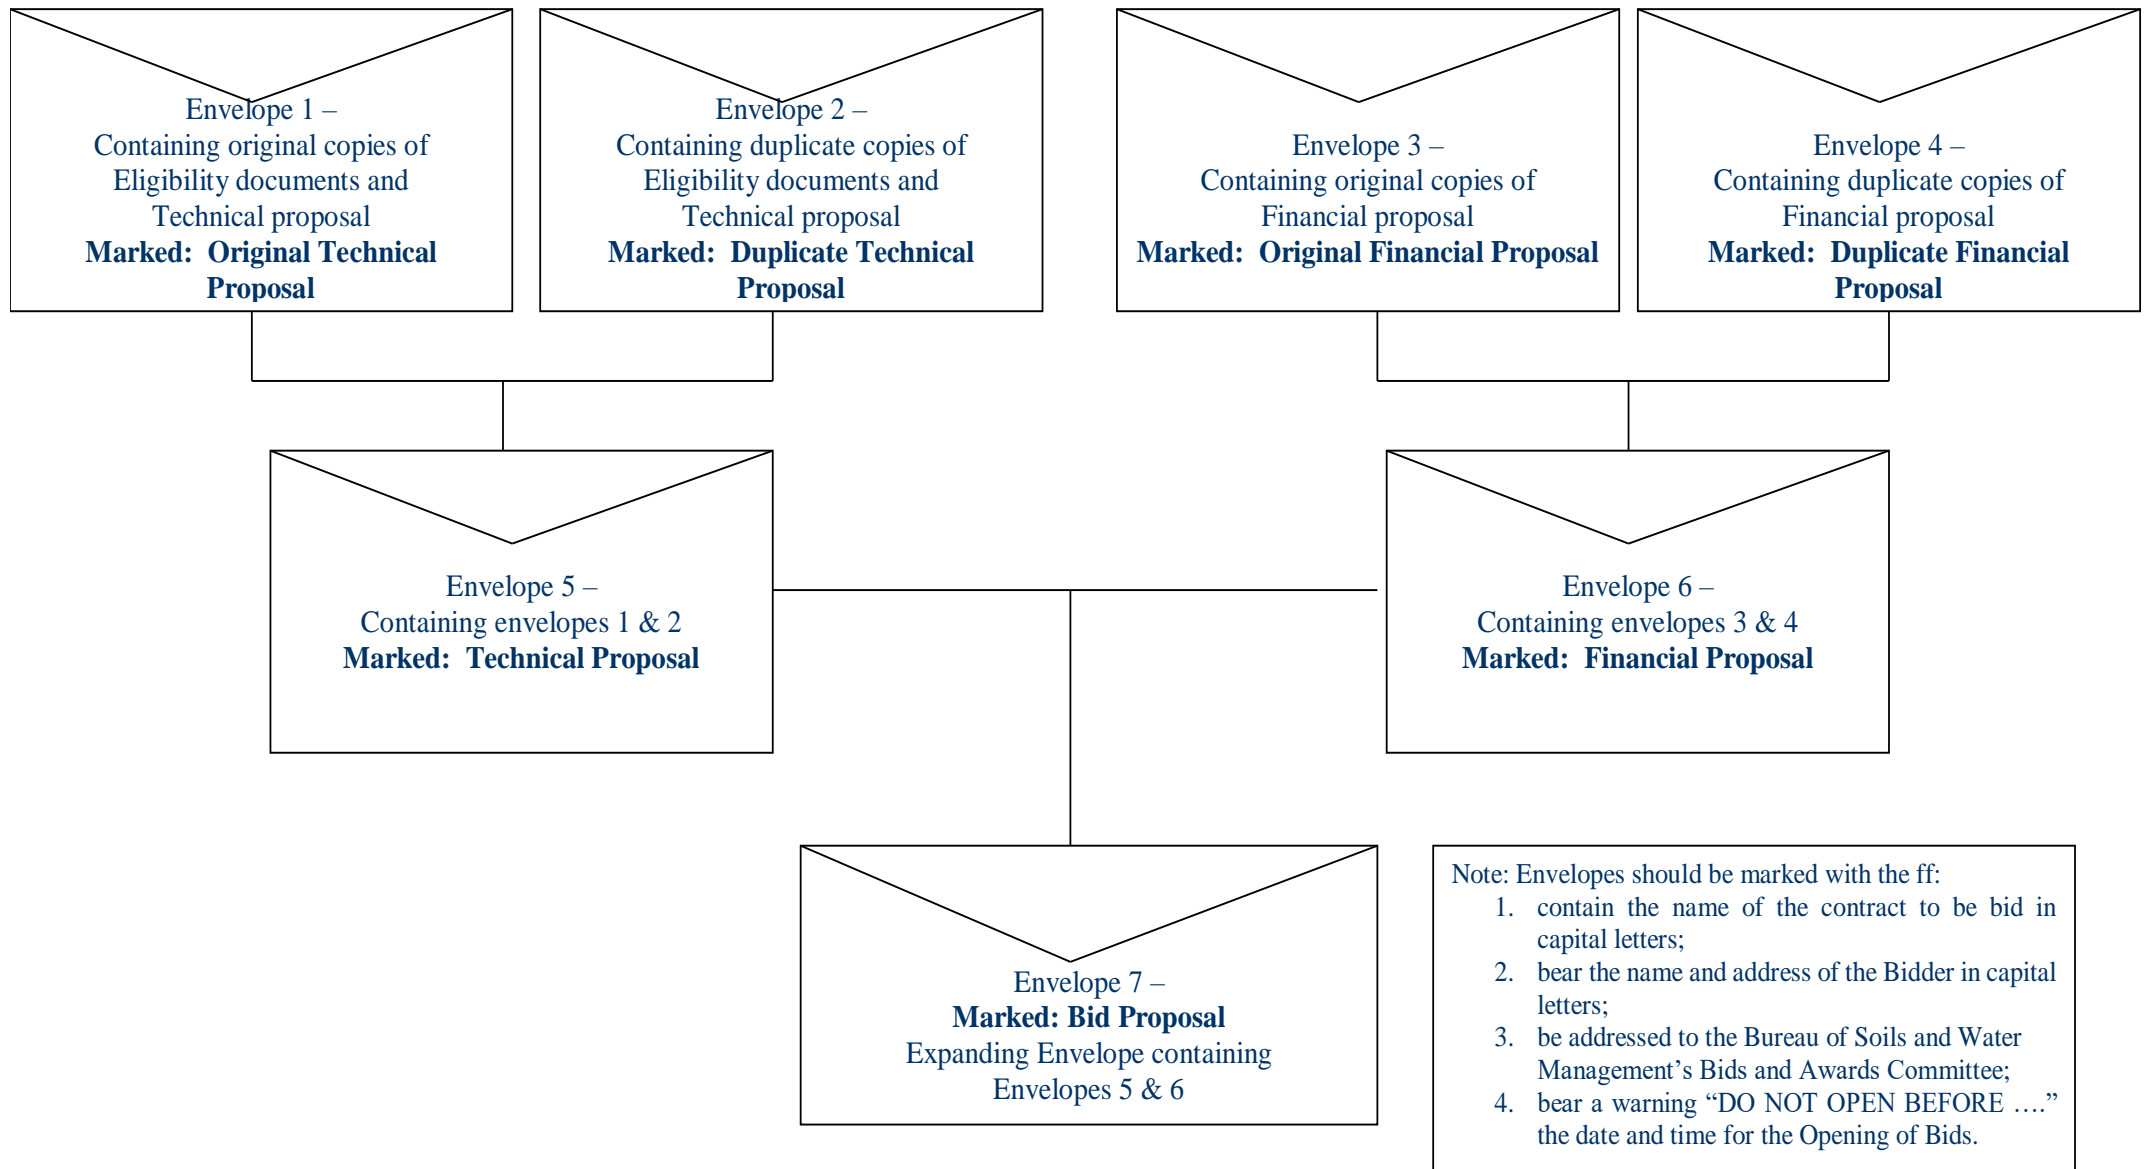 Envelope 1 –
Containing original copies of
Eligibility documents and
Technical proposal
Marked: Original Technical
Proposal
Envelope 2 –
Containing duplicate copies of
Eligibility documents and
Technical proposal
Marked: Duplicate Technical
Proposal
Envelope 3 –
Containing original copies of
Financial proposal
Marked: Original Financial Proposal
Envelope 4 –
Containing duplicate copies of
Financial proposal
Marked: Duplicate Financial
Proposal
Envelope 5 –
Containing envelopes 1 & 2
Marked: Technical Proposal
Envelope 6 –
Containing envelopes 3 & 4
Marked: Financial Proposal
Envelope 7 –
Marked: Bid Proposal
Expanding Envelope containing
Envelopes 5 & 6
Note: Envelopes should be marked with the ff:
1. contain the name of the contract to be bid in
capital letters;
2. bear the name and address of the Bidder in capital
letters;
3. be addressed to the Bureau of Soils and Water
Management’s Bids and Awards Committee;
4. bear a warning “DO NOT OPEN BEFORE ….”
the date and time for the Opening of Bids.